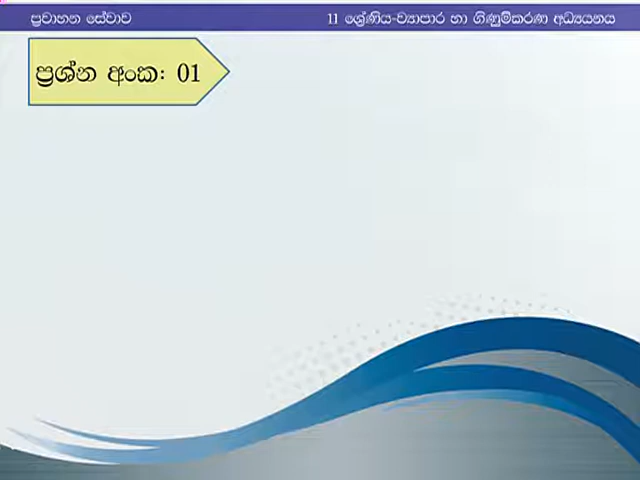 ප්‍රවාහන සේවාව
11 ශ්‍රේණිය-ව්‍යාපාර හා ගිණුම්කරණ අධ්‍යයනය
ප්‍රශ්න අංක: 01